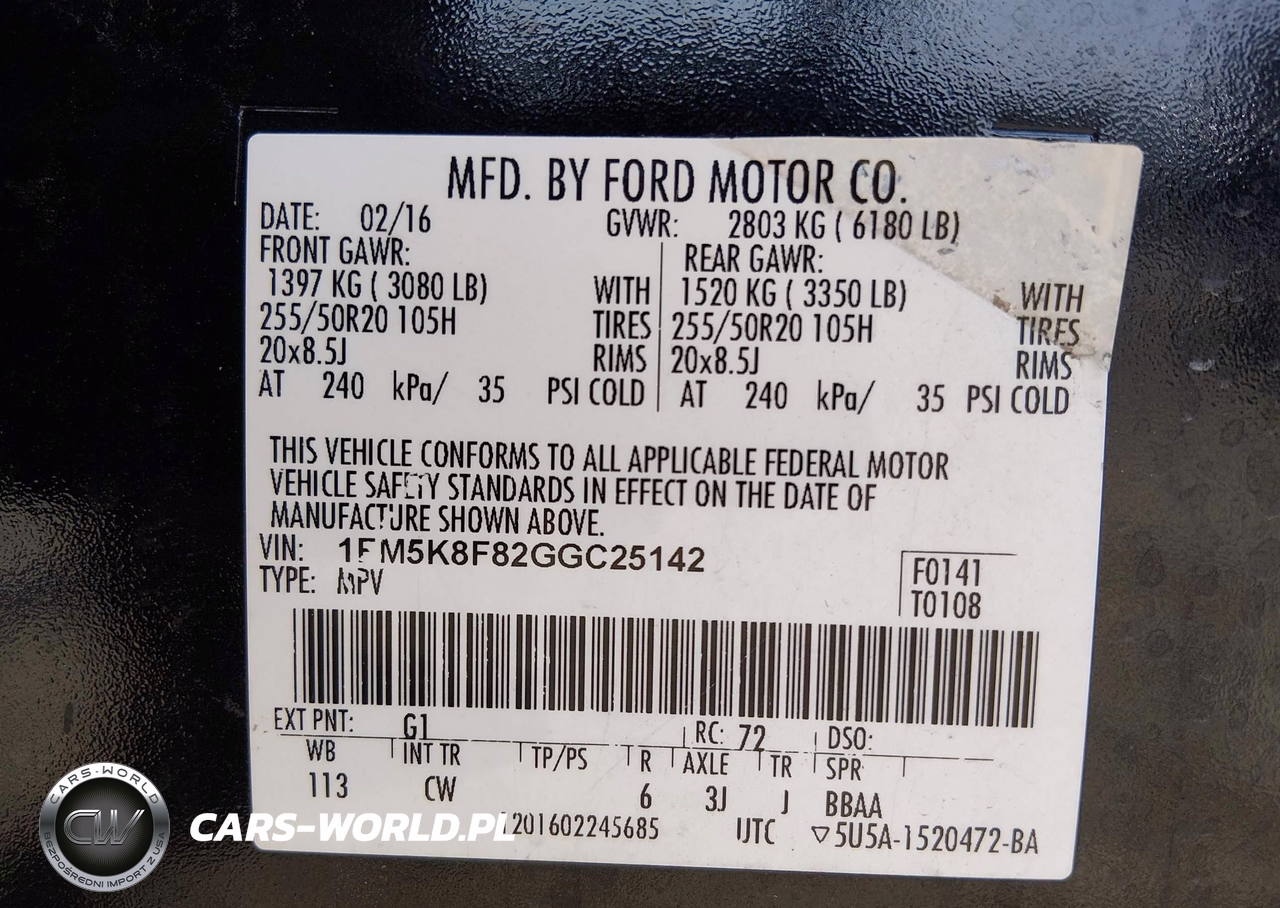 MFD. BY FORD MOTOR CO.
DATE: 02/16 GVWR: 2803 KG ( 6180 LB)
FRONT GAWR: REAR GAWR:
1397 KG ( 3080 LB) WITH 1520 KG ( 3350 LB) WITH
255/50R20 105H TIRES 255/50R20 105H TIRES
20x8.5J RIMS 20x8.5J RIMS
AT 240 kPa/ 35 PSI COLD AT 240 kPa/ 35 PSI COLD
THIS VEHICLE CONFORMS TO ALL APPLICABLE FEDERAL MOTOR
VEHICLE SAFETY STANDARDS IN EFFECT ON THE DATE OF
MANUFACTURE SHOWN ABOVE.
VIN: 1FM5K8F82GGC25142
TYPE: MPV
F0141
T0108
EXT PNT: G1 RC: 72 DSO:
WB INT TR TP/PS R AXLE TR SPR
113 CW 6 3J J BBAA
201602245685 UTC ▽5U5A-1520472-BA
CARS-WORLD.PL
CARS-WORLD
CW
BEZPOŚREDNI IMPORT Z USA